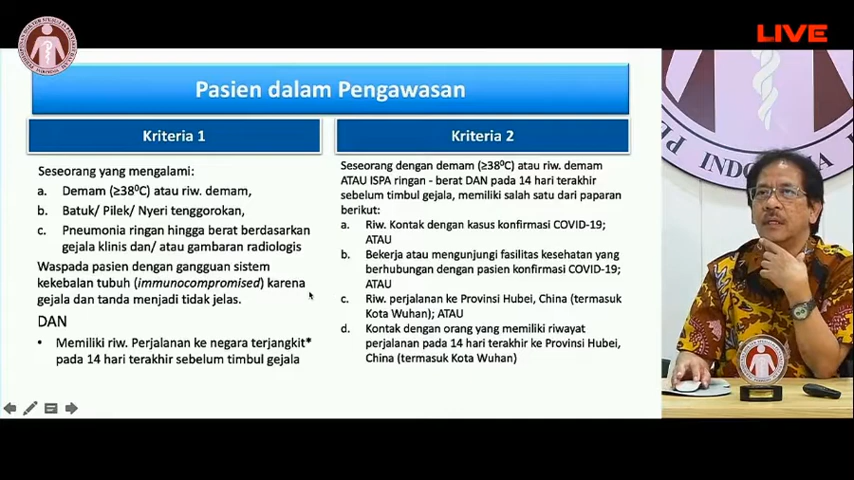 LIVE
Pasien dalam Pengawasan
Kriteria 1
Seseorang yang mengalami:
a. Demam (≥38⁰C) atau riw. demam,
b. Batuk/ Pilek/ Nyeri tenggorokan,
c. Pneumonia ringan hingga berat berdasarkan
gejala klinis dan/ atau gambaran radiologis
Waspada pasien dengan gangguan sistem
kekebalan tubuh (immunocompromised) karena
gejala dan tanda menjadi tidak jelas.
DAN
• Memiliki riw. Perjalanan ke negara terjangkit*
pada 14 hari terakhir sebelum timbul gejala
Kriteria 2
Seseorang dengan demam (≥38⁰C) atau riw. demam
ATAU ISPA ringan - berat DAN pada 14 hari terakhir
sebelum timbul gejala, memiliki salah satu dari paparan
berikut:
a. Riw. Kontak dengan kasus konfirmasi COVID-19;
ATAU
b. Bekerja atau mengunjungi fasilitas kesehatan yang
berhubungan dengan pasien konfirmasi COVID-19;
ATAU
c. Riw. perjalanan ke Provinsi Hubei, China (termasuk
Kota Wuhan); ATAU
d. Kontak dengan orang yang memiliki riwayat
perjalanan pada 14 hari terakhir ke Provinsi Hubei,
China (termasuk Kota Wuhan)